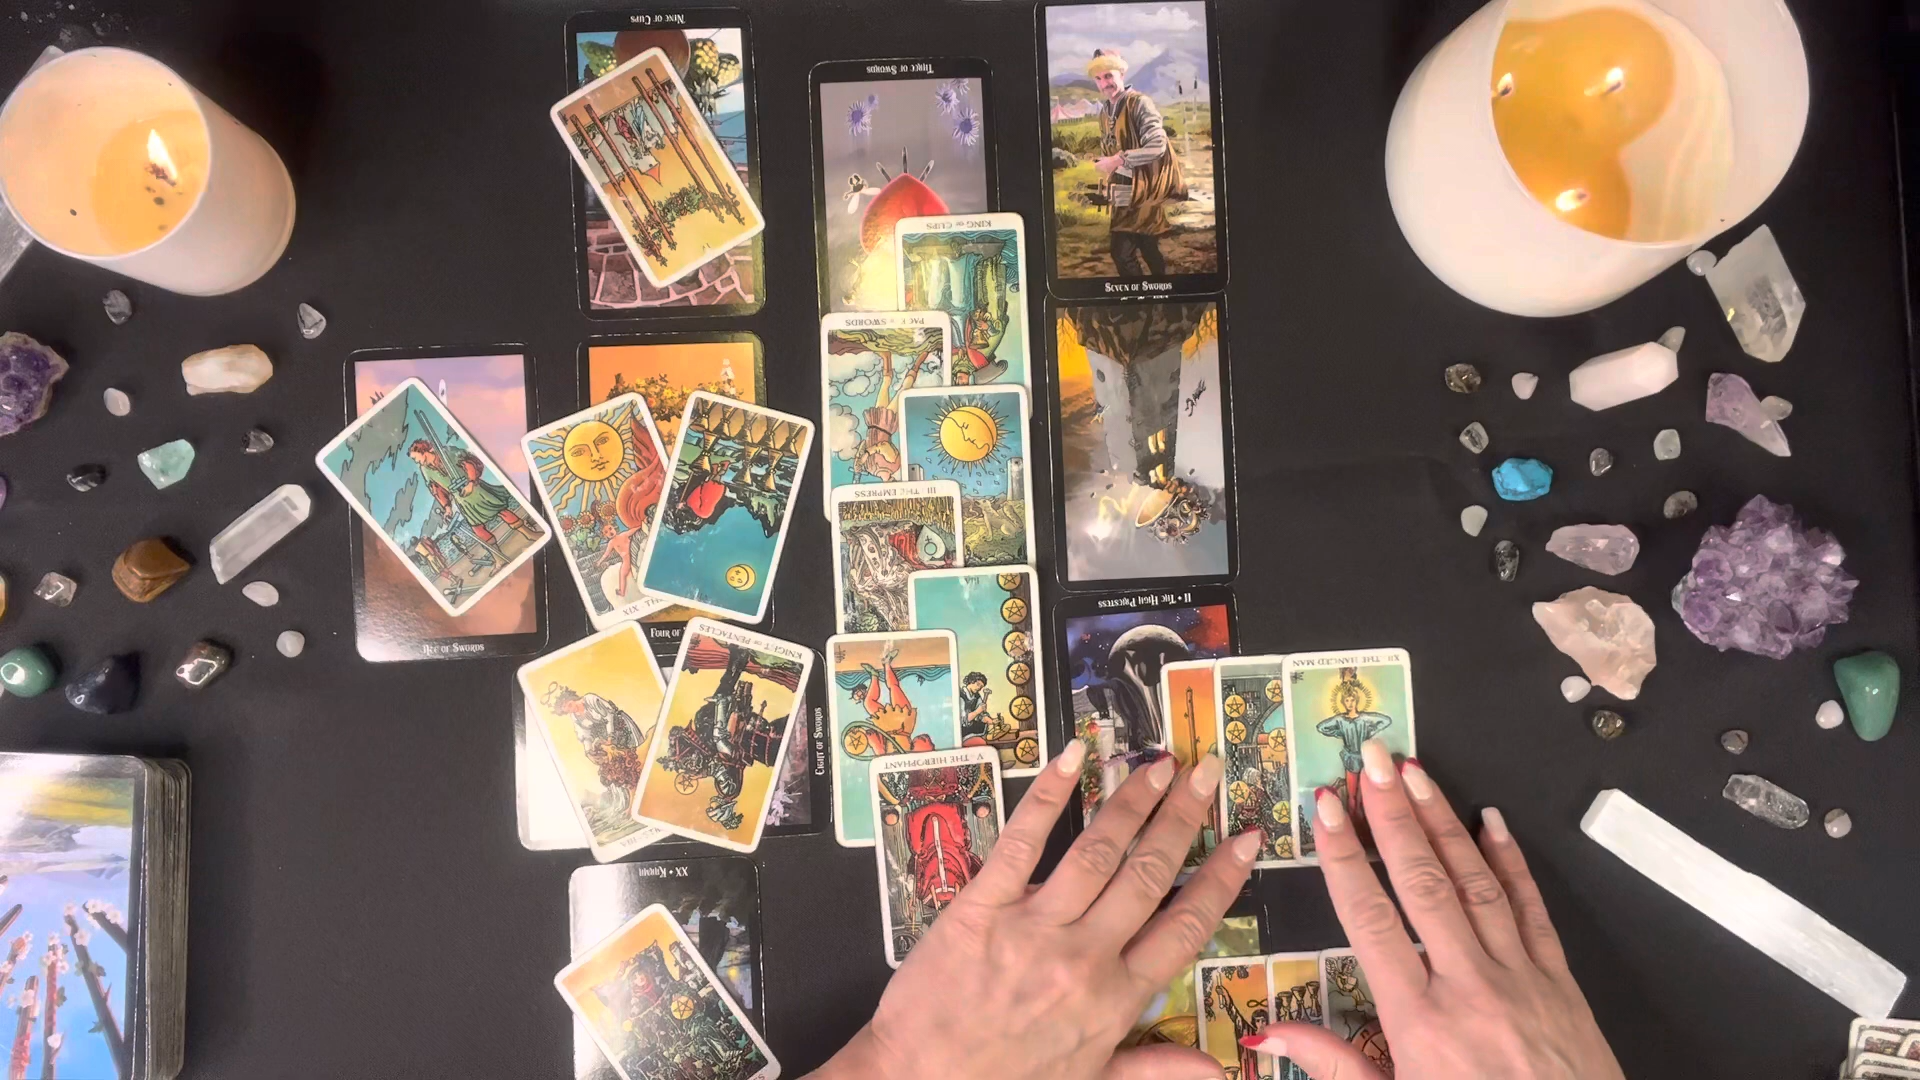 Nine of Cups
Three of Swords
Seven of Swords
KING OF CUPS
PAGE OF SWORDS
III THE EMPRESS
Ace of Swords
XIX
Four of
KNIGHT OF PENTACLES
Eight of Swords
II • The High Priestess
XII THE HANGED MAN
V THE HIEROPHANT
XX • Karma